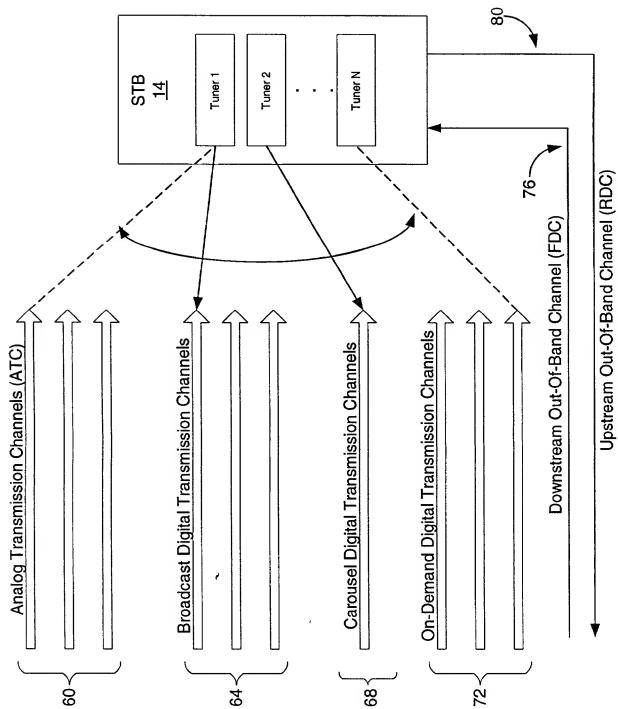 Analog Transmission Channels (ATC)
60
Broadcast Digital Transmission Channels
64
Carousel Digital Transmission Channels
68
On-Demand Digital Transmission Channels
72
Downstream Out-Of-Band Channel (FDC)
76
Upstream Out-Of-Band Channel (RDC)
80
STB
14
Tuner 1
Tuner 2
. . .
Tuner N